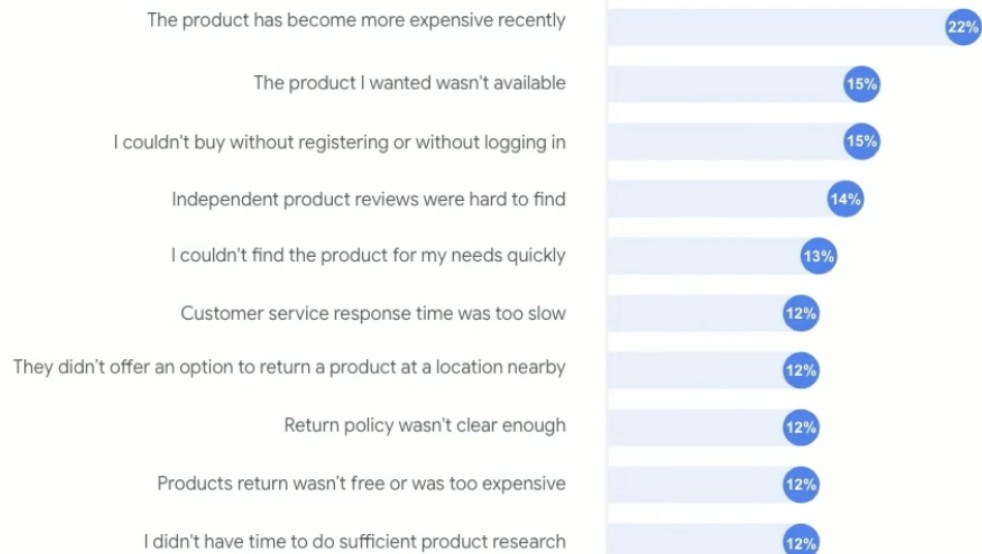 The product has become more expensive recently 22%
The product I wanted wasn't available 15%
I couldn't buy without registering or without logging in 15%
Independent product reviews were hard to find 14%
I couldn't find the product for my needs quickly 13%
Customer service response time was too slow 12%
They didn't offer an option to return a product at a location nearby 12%
Return policy wasn't clear enough 12%
Products return wasn't free or was too expensive 12%
I didn't have time to do sufficient product research 12%